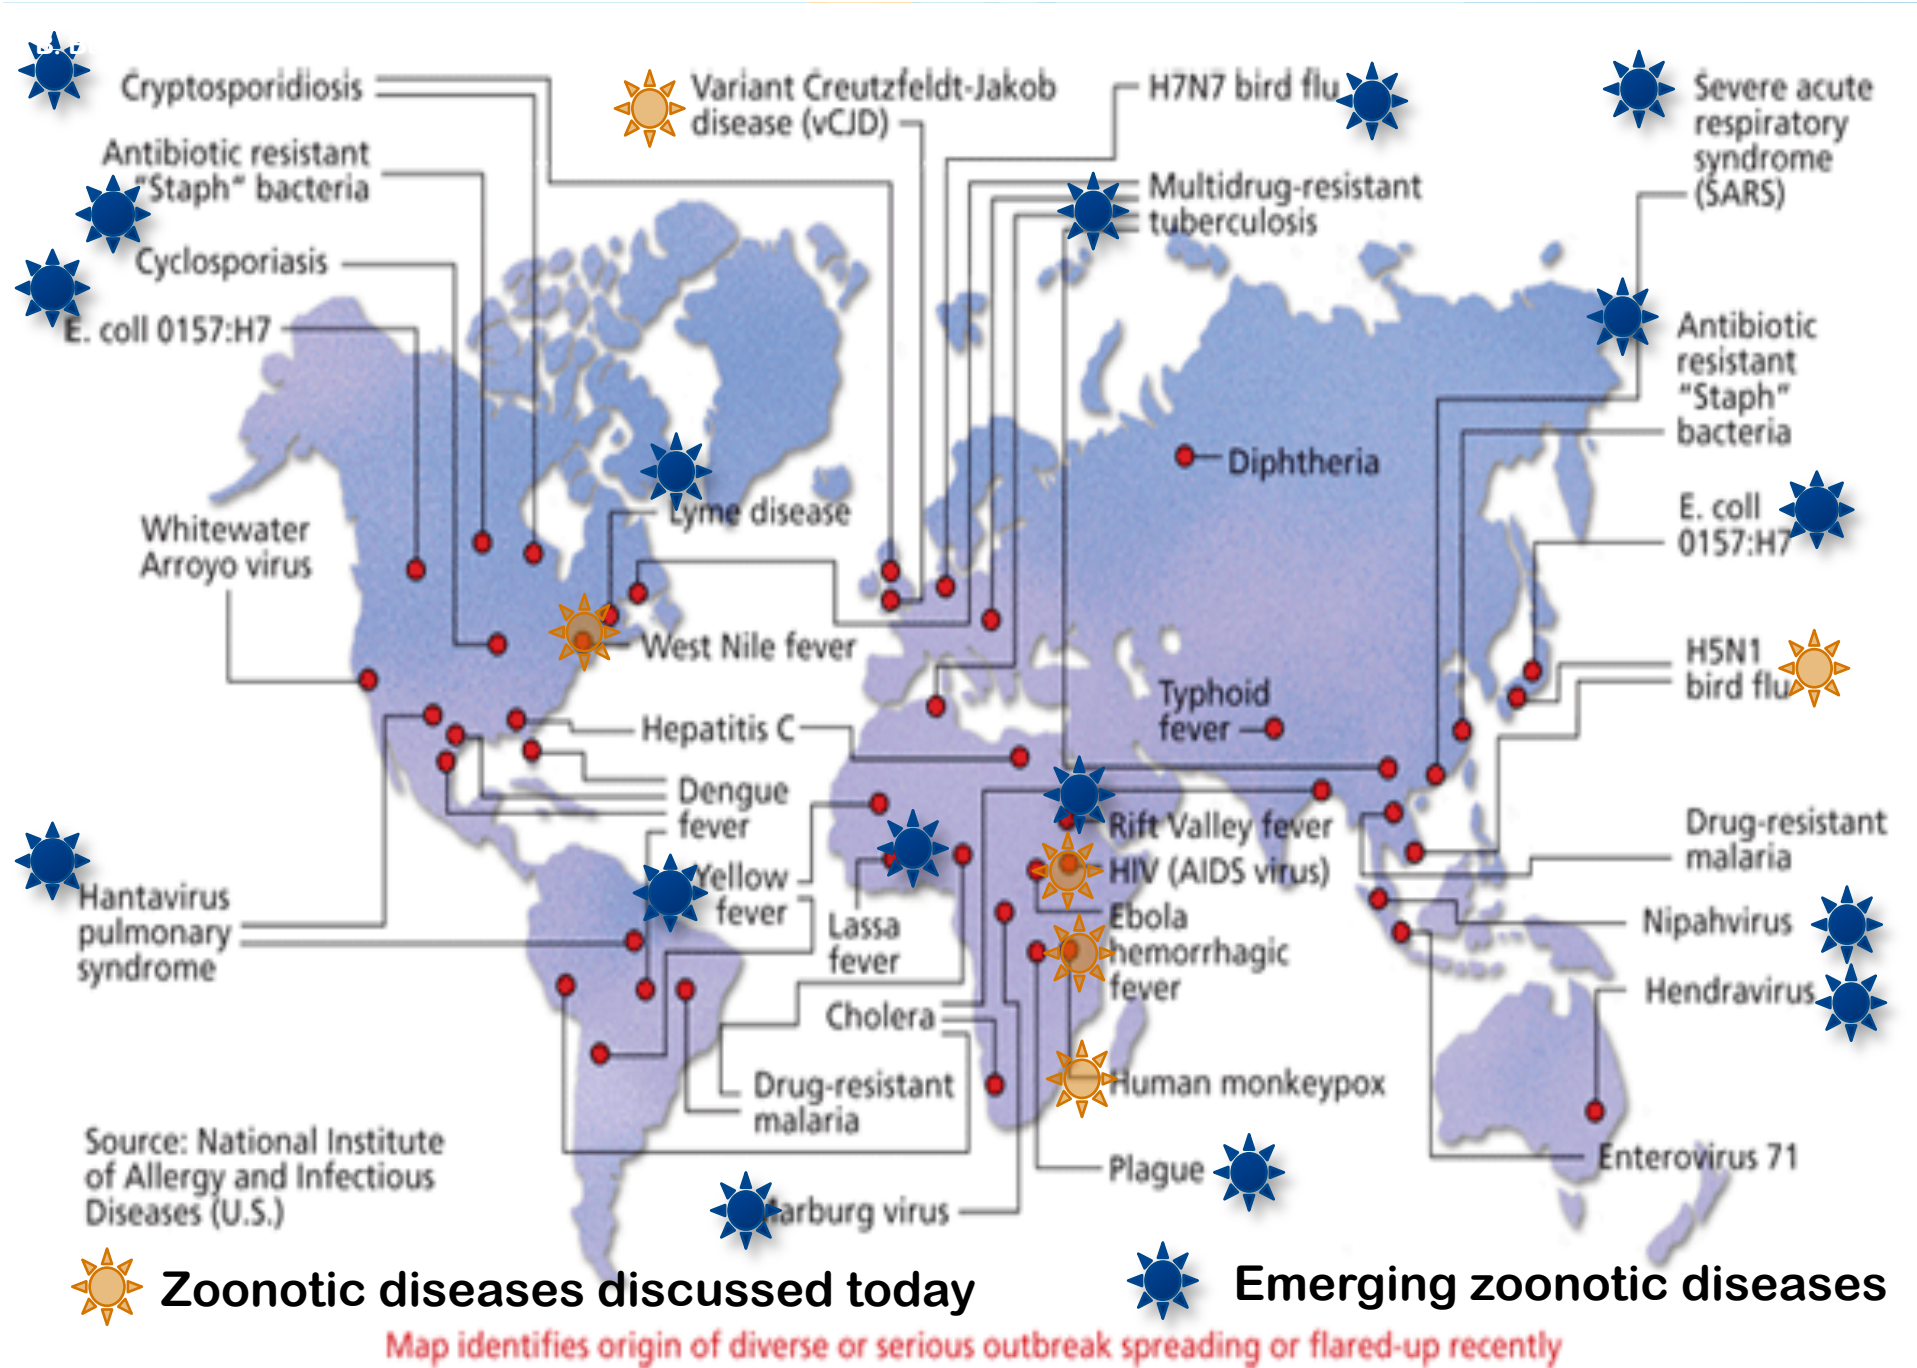 Cryptosporidiosis
Antibiotic resistant
"Staph" bacteria
Cyclosporiasis
E. coll 0157:H7
Variant Creutzfeldt-Jakob
disease (vCJD)
H7N7 bird flu
Multidrug-resistant
tuberculosis
Severe acute
respiratory
syndrome
(SARS)
Antibiotic
resistant
"Staph"
bacteria
Diphtheria
E. coll
0157:H7
Lyme disease
Whitewater
Arroyo virus
West Nile fever
H5N1
bird flu
Typhoid
fever
Hepatitis C
Dengue
fever
Rift Valley fever
HIV (AIDS virus)
Drug-resistant
malaria
Yellow
fever
Hantavirus
pulmonary
syndrome
Lassa
fever
Ebola
hemorrhagic
fever
Nipahvirus
Hendravirus
Cholera
Drug-resistant
malaria
Human monkeypox
Source: National Institute
of Allergy and Infectious
Diseases (U.S.)
Plague
Enterovirus 71
Marburg virus
Zoonotic diseases discussed today
Emerging zoonotic diseases
Map identifies origin of diverse or serious outbreak spreading or flared-up recently